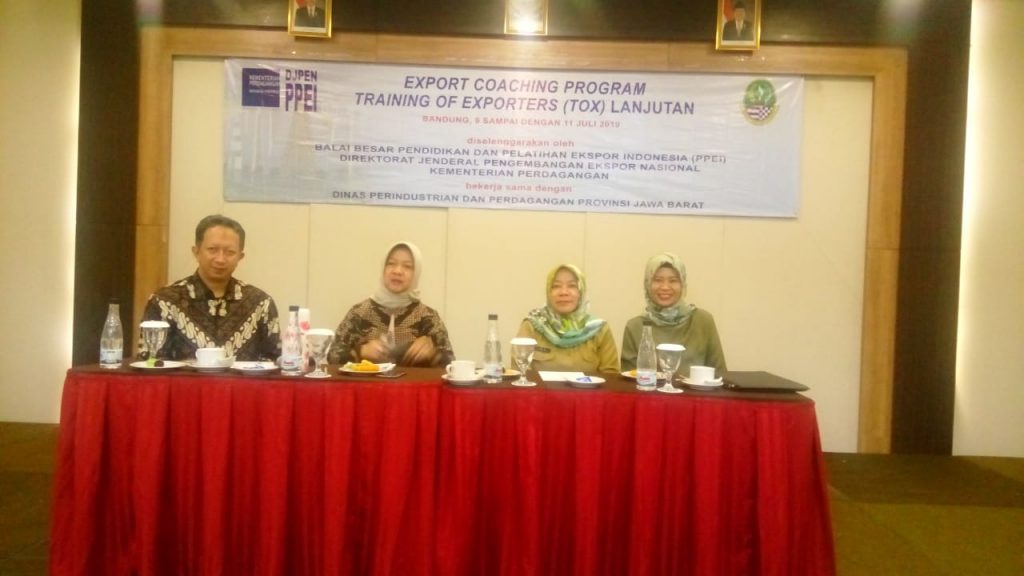 KEMENTERIAN
PERDAGANGAN
DJPEN
PPEI
EXPORT COACHING PROGRAM
TRAINING OF EXPORTERS (TOX) LANJUTAN
BANDUNG, 9 SAMPAI DENGAN 11 JULI 2019
diselenggarakan oleh
BALAI BESAR PENDIDIKAN DAN PELATIHAN EKSPOR INDONESIA (PPEI)
DIREKTORAT JENDERAL PENGEMBANGAN EKSPOR NASIONAL
KEMENTERIAN PERDAGANGAN
bekerja sama dengan
DINAS PERINDUSTRIAN DAN PERDAGANGAN PROVINSI JAWA BARAT